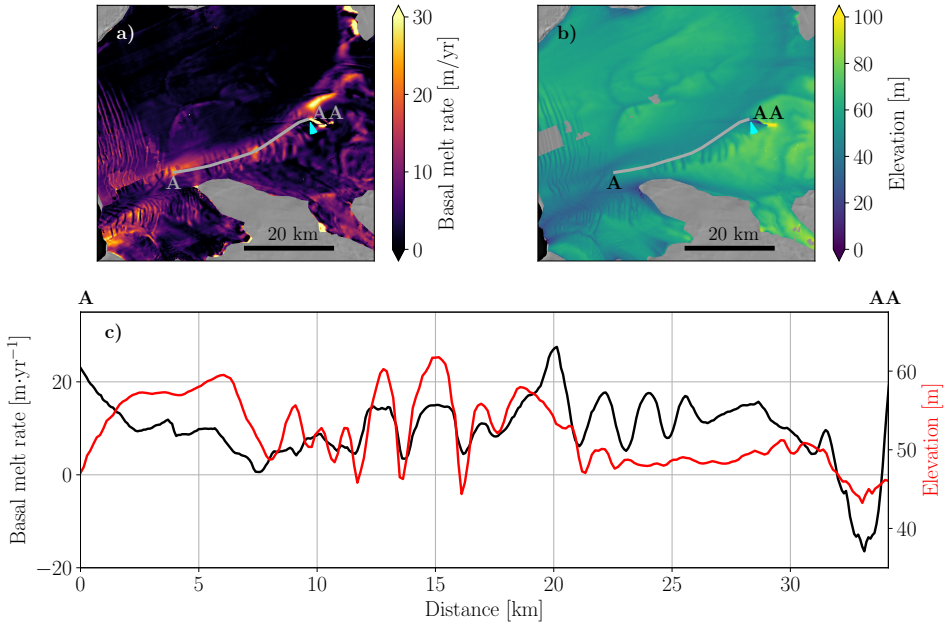 a)
AA
A
20 km
30
20
10
0
Basal melt rate [m/yr]
b)
AA
A
20 km
100
80
60
40
20
0
Elevation [m]
A
AA
c)
20
0
−20
Basal melt rate [m·yr⁻¹]
60
50
40
Elevation [m]
0
5
10
15
20
25
30
Distance [km]